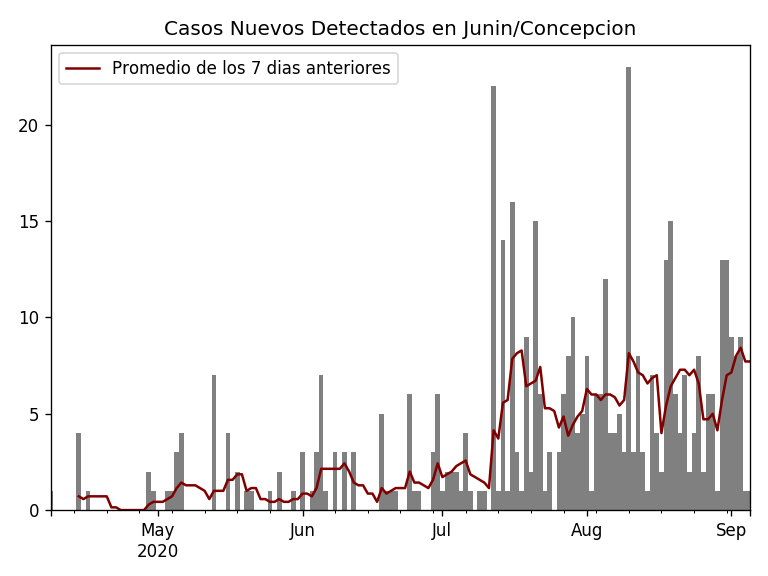 Casos Nuevos Detectados en Junin/Concepcion
Promedio de los 7 dias anteriores
20
15
10
5
0
May Jun Jul Aug Sep
2020